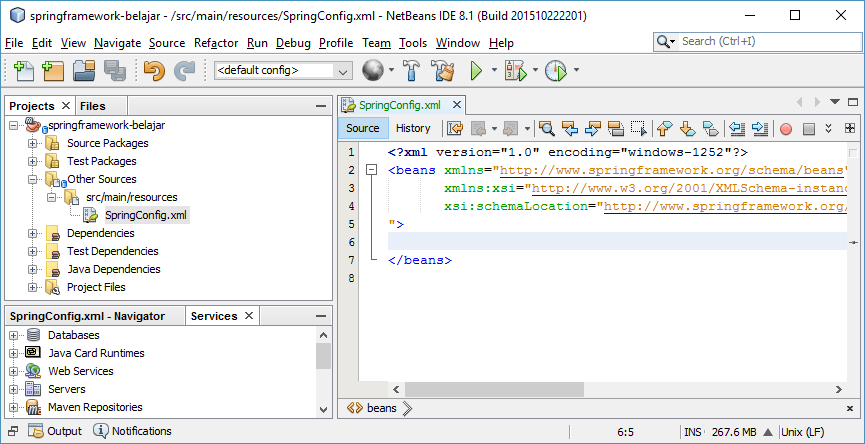 springframework-belajar - /src/main/resources/SpringConfig.xml - NetBeans IDE 8.1 (Build 201510222201)
File Edit View Navigate Source Refactor Run Debug Profile Team Tools Window Help
Search (Ctrl+I)
<default config>
Projects Files
springframework-belajar
Source Packages
Test Packages
Other Sources
src/main/resources
SpringConfig.xml
Dependencies
Test Dependencies
Java Dependencies
Project Files
SpringConfig.xml - Navigator Services
Databases
Java Card Runtimes
Web Services
Servers
Maven Repositories
SpringConfig.xml
Source History
1 <?xml version="1.0" encoding="windows-1252"?>
2 <beans xmlns="http://www.springframework.org/schema/beans"
3 xmlns:xsi="http://www.w3.org/2001/XMLSchema-instanc
4 xsi:schemaLocation="http://www.springframework.org/
5 ">
6
7 </beans>
8
beans
Output Notifications
6:5 INS 267.6 MB Unix (LF)